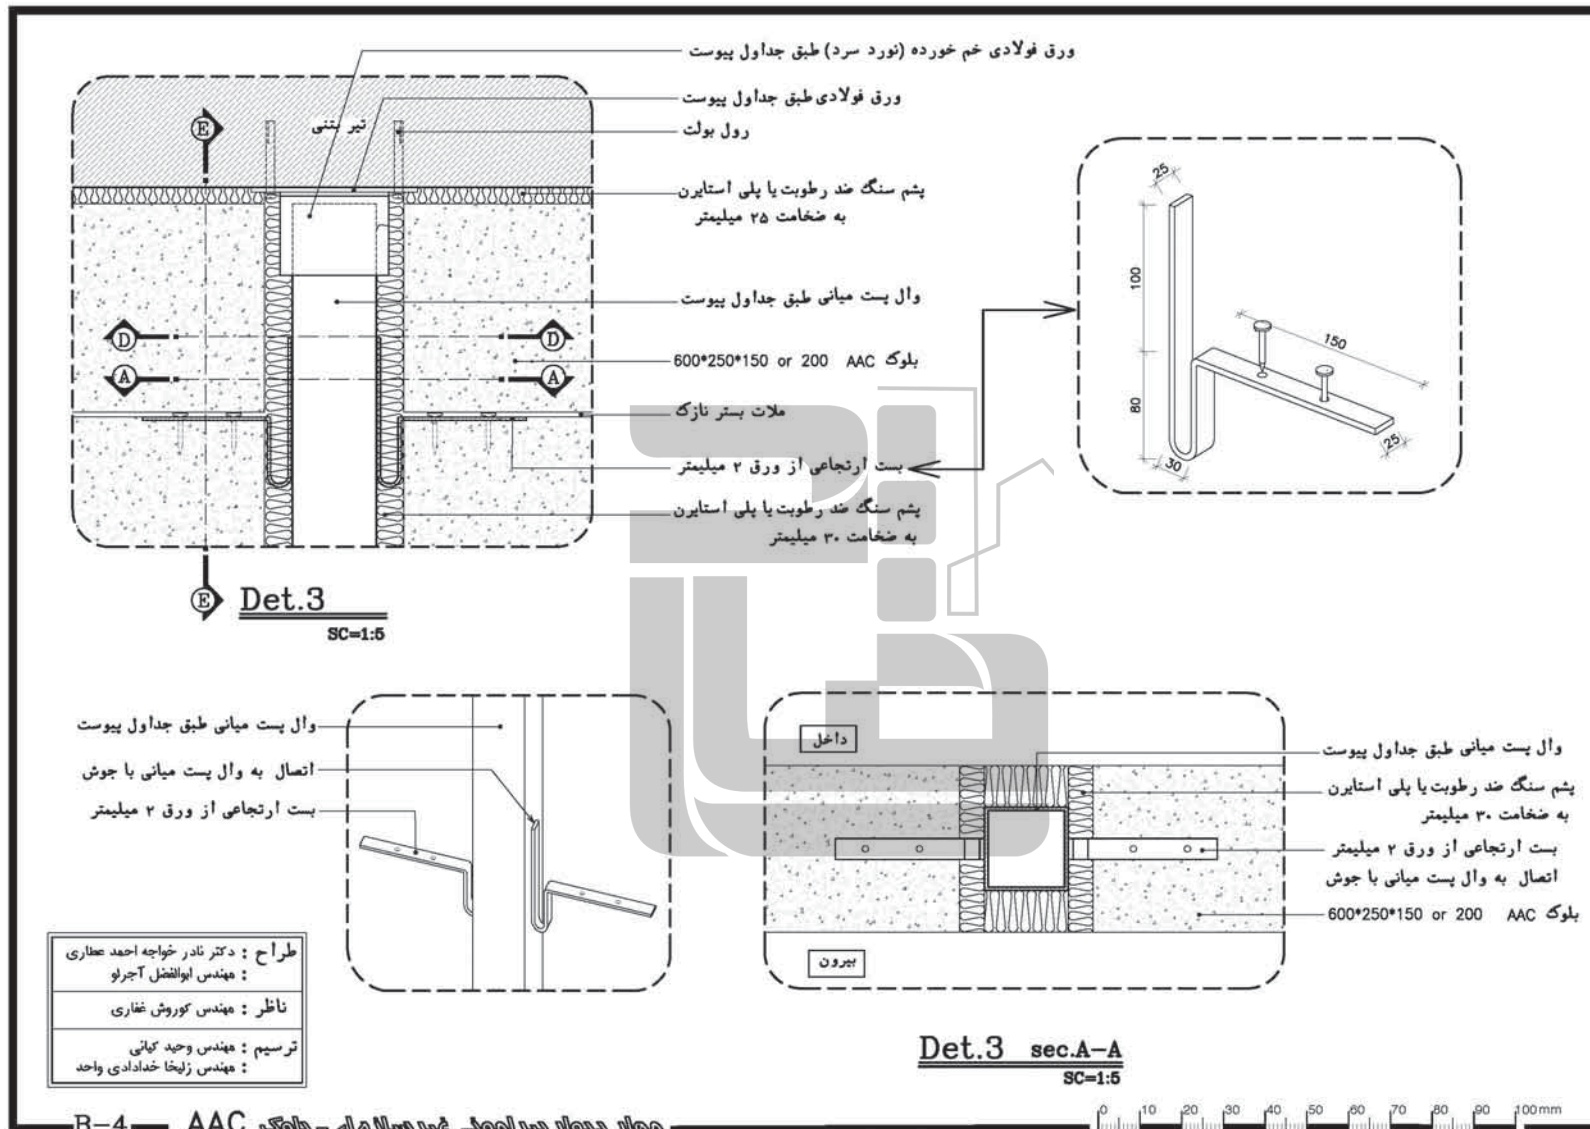 ورق فولادی خم خورده (نورد سرد) طبق جداول پیوست
ورق فولادی طبق جداول پیوست
رول بولت
تیر بتنی
پشم سنگ ضد رطوبت یا پلی استایرن
به ضخامت ۲۵ میلیمتر
وال پست میانی طبق جداول پیوست
بلوک AAC 600*250*150 or 200
ملات بستر نازک
بست ارتجاعی از ورق ۲ میلیمتر
پشم سنگ ضد رطوبت یا پلی استایرن
به ضخامت ۳۰ میلیمتر
E
D
D
A
A
E
Det.3
SC=1:5
25
100
80
30
150
25
وال پست میانی طبق جداول پیوست
اتصال به وال پست میانی با جوش
بست ارتجاعی از ورق ۲ میلیمتر
داخل
بیرون
وال پست میانی طبق جداول پیوست
پشم سنگ ضد رطوبت یا پلی استایرن
به ضخامت ۳۰ میلیمتر
بست ارتجاعی از ورق ۲ میلیمتر
اتصال به وال پست میانی با جوش
بلوک AAC 600*250*150 or 200
Det.3 sec.A-A
SC=1:5
طراح : دکتر نادر خواجه احمد عطاری
: مهندس ابوالفضل آجرلو
ناظر : مهندس کوروش غفاری
ترسیم : مهندس وحید کیانی
: مهندس زلیخا خدادادی واحد
0 10 20 30 40 50 60 70 80 90 100mm
B-4
بلوک AAC